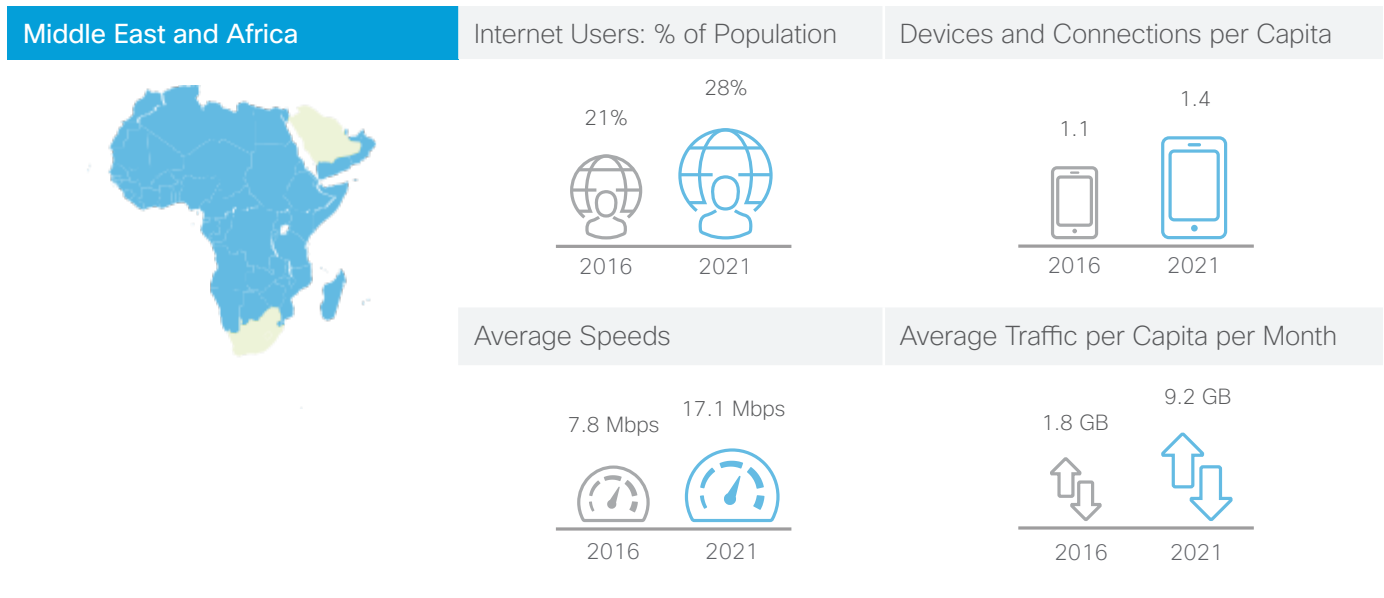 Middle East and Africa
Internet Users: % of Population
21%
28%
2016
2021
Devices and Connections per Capita
1.1
1.4
2016
2021
Average Speeds
7.8 Mbps
17.1 Mbps
2016
2021
Average Traffic per Capita per Month
1.8 GB
9.2 GB
2016
2021